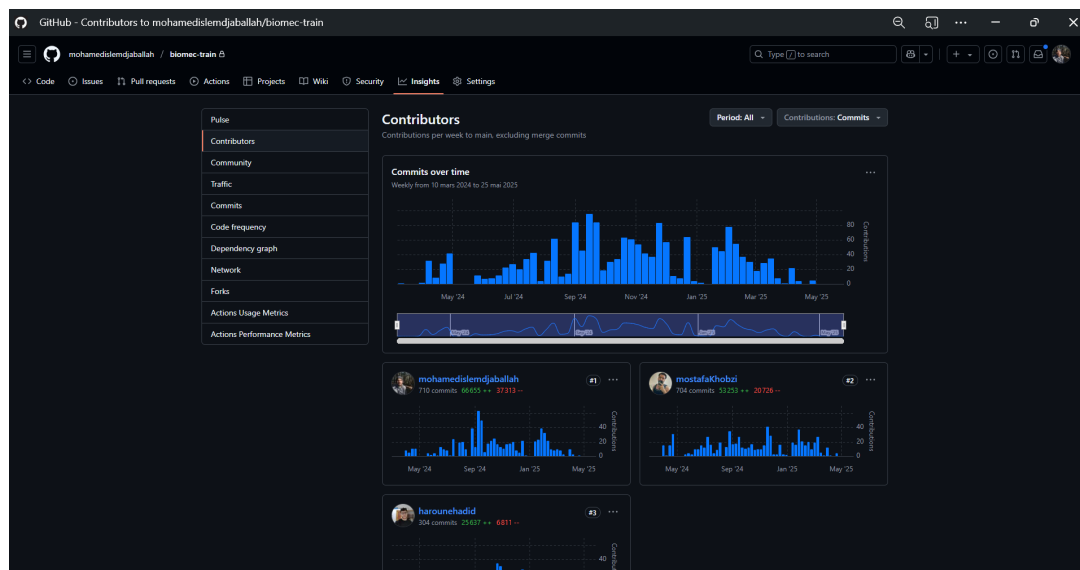 GitHub - Contributors to mohamedislemdjaballah/biomec-train
mohamedislemdjaballah / biomec-train
Type / to search
Code Issues Pull requests Actions Projects Wiki Security Insights Settings
Pulse
Contributors
Community
Traffic
Commits
Code frequency
Dependency graph
Network
Forks
Actions Usage Metrics
Actions Performance Metrics
Contributors
Period: All
Contributions: Commits
Contributions per week to main, excluding merge commits
Commits over time
Weekly from 10 mars 2024 to 25 mai 2025
80
60
40
20
0
Contributions
May '24 Jul '24 Sep '24 Nov '24 Jan '25 Mar '25 May '25
mohamedislemdjaballah
#1
710 commits 66655 ++ 37313 --
40
20
0
Contributions
May '24 Sep '24 Jan '25 May '25
mostafaKhobzi
#2
704 commits 53253 ++ 20726 --
40
20
0
Contributions
May '24 Sep '24 Jan '25 May '25
harounehadid
#3
304 commits 25637 ++ 6811 --
40